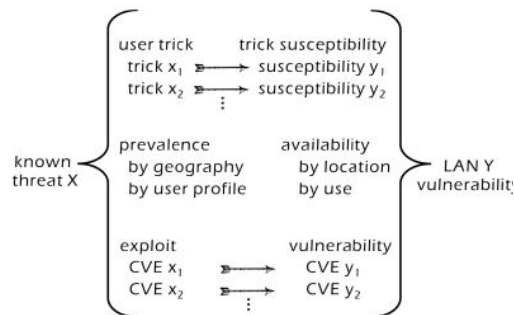 user trick trick susceptibility
trick x₁ susceptibility y₁
trick x₂ susceptibility y₂
⋮
prevalence availability
known by geography by location LAN Y
threat X by user profile by use vulnerability
exploit vulnerability
CVE x₁ CVE y₁
CVE x₂ CVE y₂
⋮